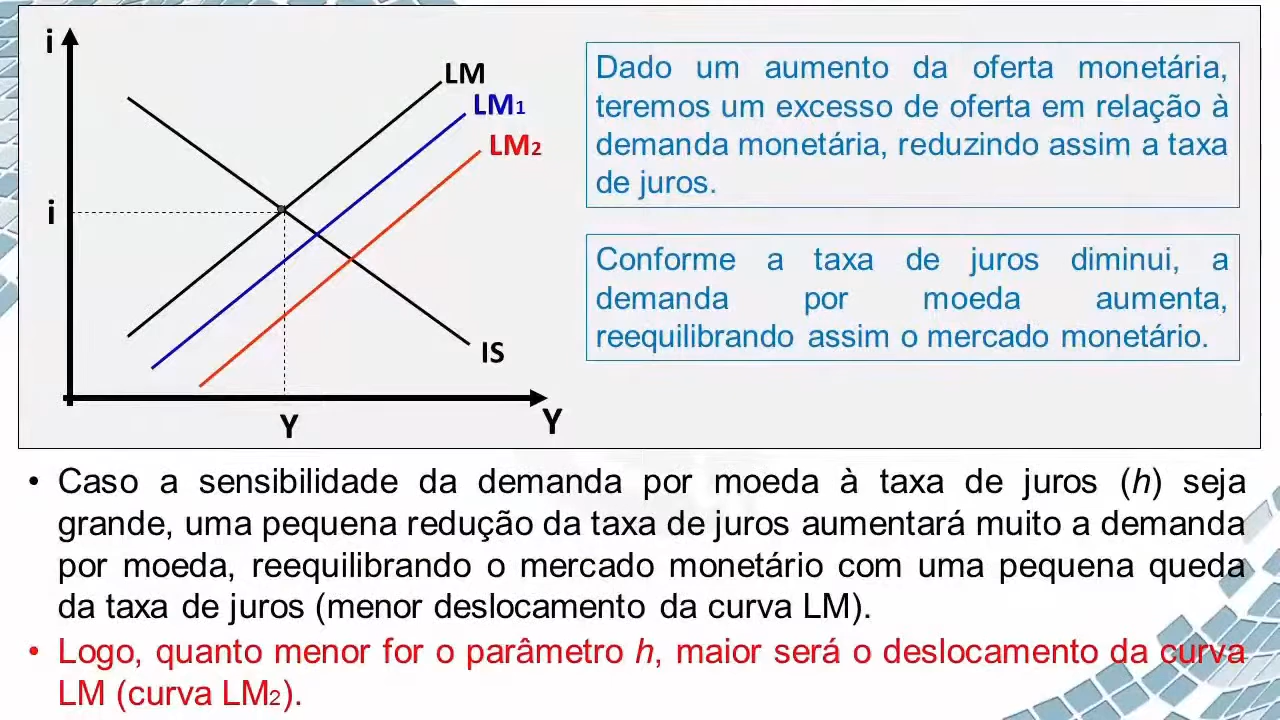 i
LM
LM1
LM2
i
IS
Y
Y
Dado um aumento da oferta monetária,
teremos um excesso de oferta em relação à
demanda monetária, reduzindo assim a taxa
de juros.
Conforme a taxa de juros diminui, a
demanda por moeda aumenta,
reequilibrando assim o mercado monetário.
• Caso a sensibilidade da demanda por moeda à taxa de juros (h) seja
grande, uma pequena redução da taxa de juros aumentará muito a demanda
por moeda, reequilibrando o mercado monetário com uma pequena queda
da taxa de juros (menor deslocamento da curva LM).
• Logo, quanto menor for o parâmetro h, maior será o deslocamento da curva
LM (curva LM2).